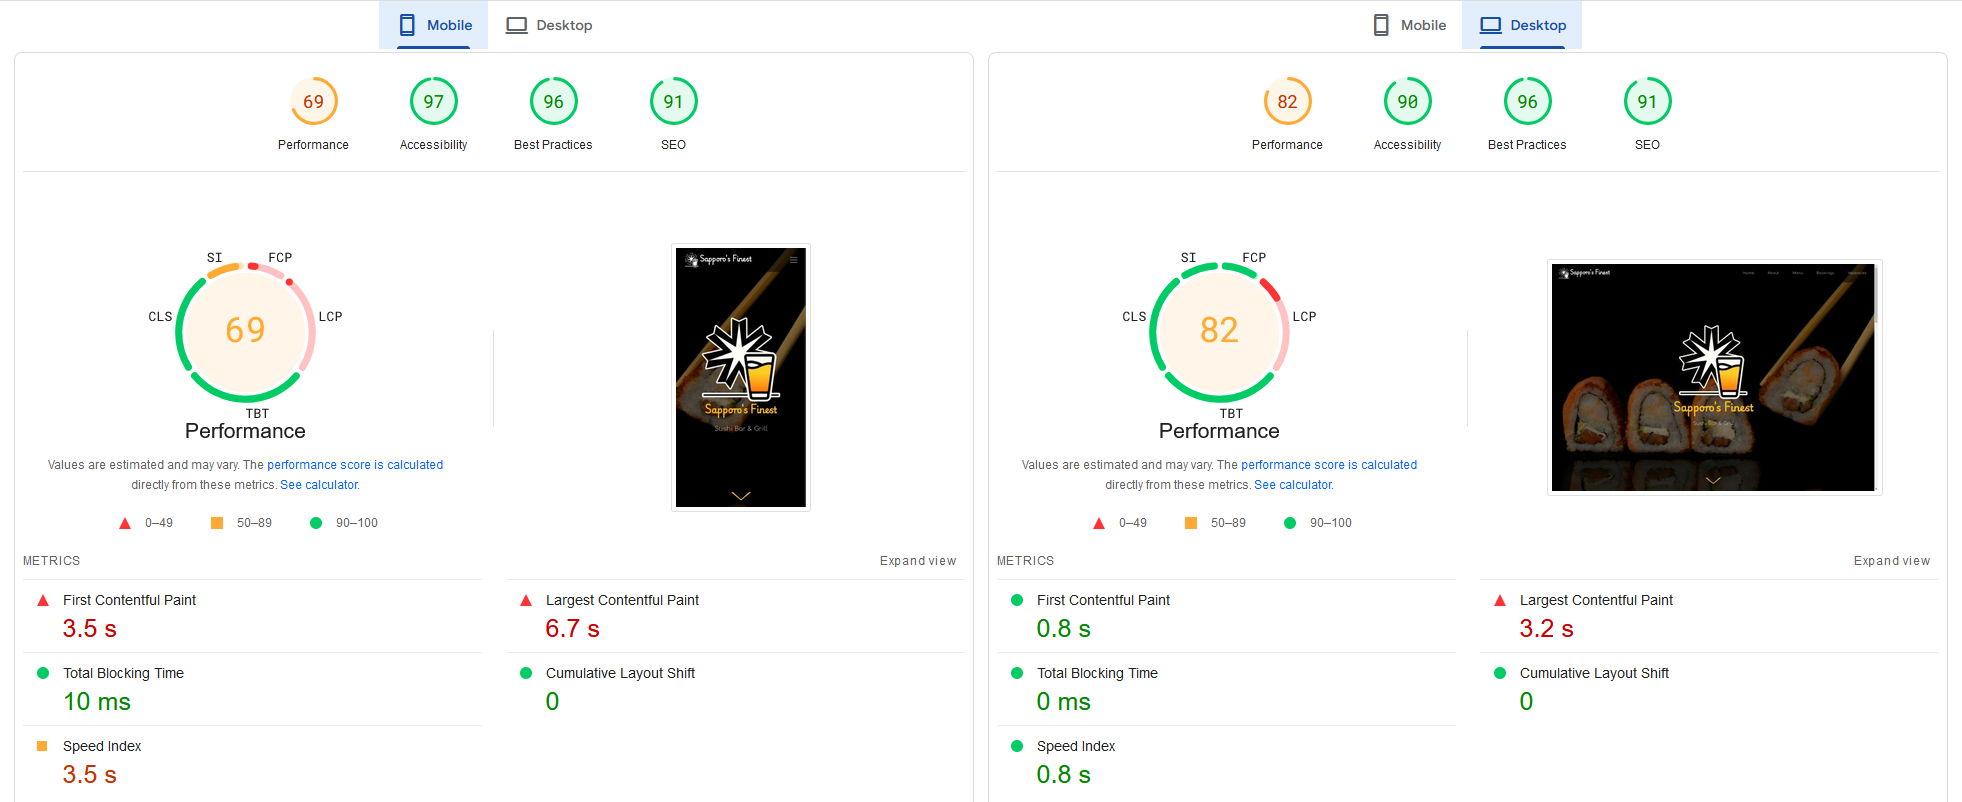 Mobile
Desktop
69
97
96
91
Performance
Accessibility
Best Practices
SEO
SI
FCP
CLS
LCP
69
TBT
Performance
Values are estimated and may vary. The performance score is calculated
directly from these metrics. See calculator.
0–49
50–89
90–100
Sapporo's Finest
Sapporo's Finest
Sushi Bar & Grill
METRICS
Expand view
First Contentful Paint
3.5 s
Largest Contentful Paint
6.7 s
Total Blocking Time
10 ms
Cumulative Layout Shift
0
Speed Index
3.5 s
Mobile
Desktop
82
90
96
91
Performance
Accessibility
Best Practices
SEO
SI
FCP
CLS
LCP
82
TBT
Performance
Values are estimated and may vary. The performance score is calculated
directly from these metrics. See calculator.
0–49
50–89
90–100
Sapporo's Finest
Home
About
Menu
Sapporo's Finest
Sushi Bar & Grill
METRICS
Expand view
First Contentful Paint
0.8 s
Largest Contentful Paint
3.2 s
Total Blocking Time
0 ms
Cumulative Layout Shift
0
Speed Index
0.8 s